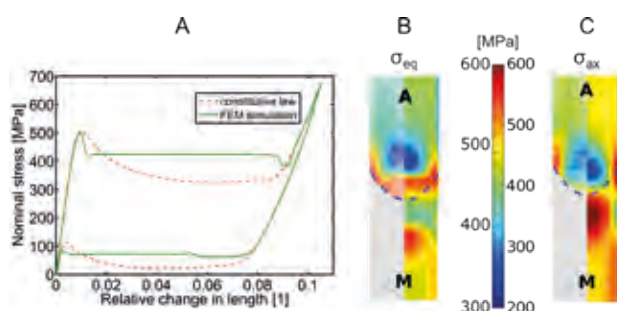 A
B
C
[MPa]
σeq
σax
700
600
500
400
300
200
100
0
Nominal stress [MPa]
constitutive law
FEM simulation
0
0.02
0.04
0.06
0.08
0.1
Relative change in length [1]
A
M
600
500
400
300
600
500
400
300
200
A
M